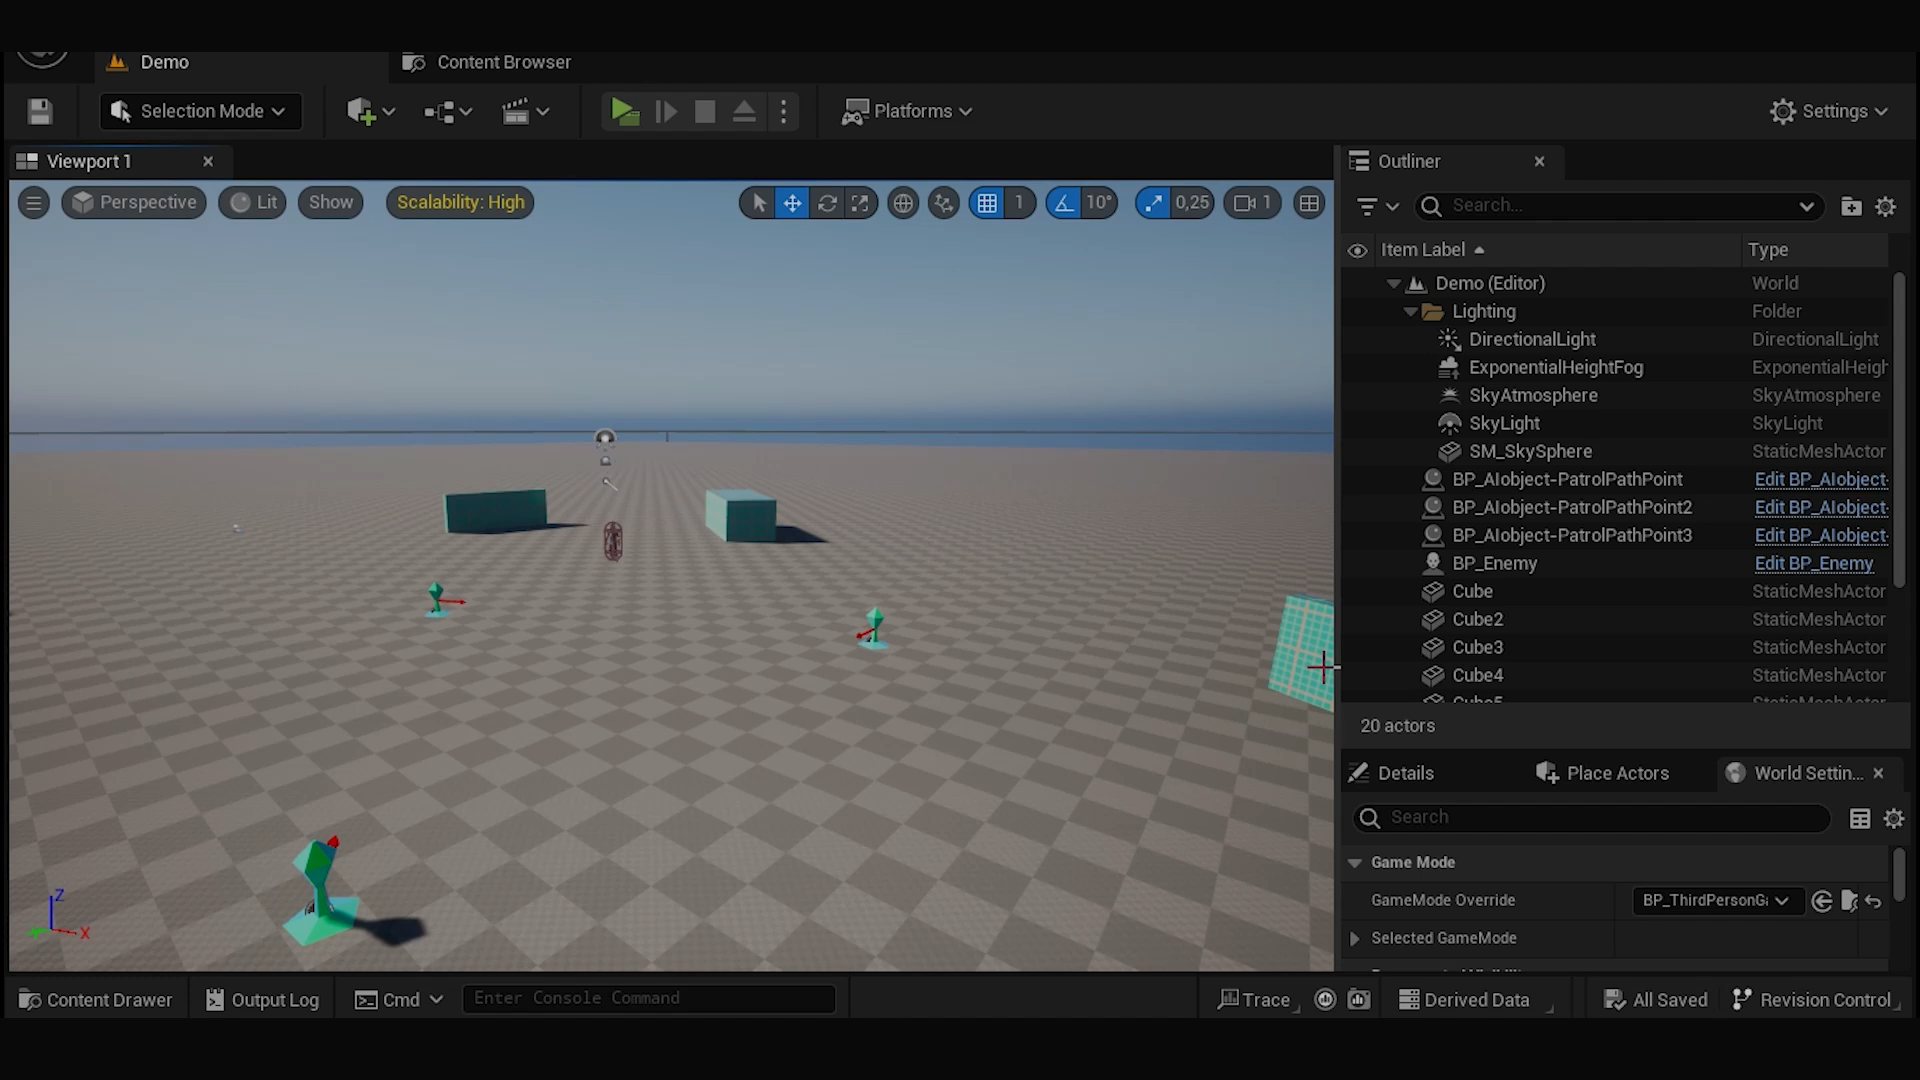 Demo
Content Browser
Selection Mode
Platforms
Settings
Viewport 1
Outliner
Perspective
Lit
Show
Scalability: High
1
10°
0,25
1
Search...
Item Label
Type
Demo (Editor)
World
Lighting
Folder
DirectionalLight
DirectionalLight
ExponentialHeightFog
ExponentialHeigh
SkyAtmosphere
SkyAtmosphere
SkyLight
SkyLight
SM_SkySphere
StaticMeshActor
BP_AIobject-PatrolPathPoint
Edit BP_AIobject-
BP_AIobject-PatrolPathPoint2
Edit BP_AIobject-
BP_AIobject-PatrolPathPoint3
Edit BP_AIobject-
BP_Enemy
Edit BP_Enemy
Cube
StaticMeshActor
Cube2
StaticMeshActor
Cube3
StaticMeshActor
Cube4
StaticMeshActor
Cube5
StaticMeshActor
20 actors
Details
Place Actors
World Settin...
Search
Game Mode
GameMode Override
BP_ThirdPersonGa
Selected GameMode
Z
X
Content Drawer
Output Log
Cmd
Enter Console Command
Trace
Derived Data
All Saved
Revision Control